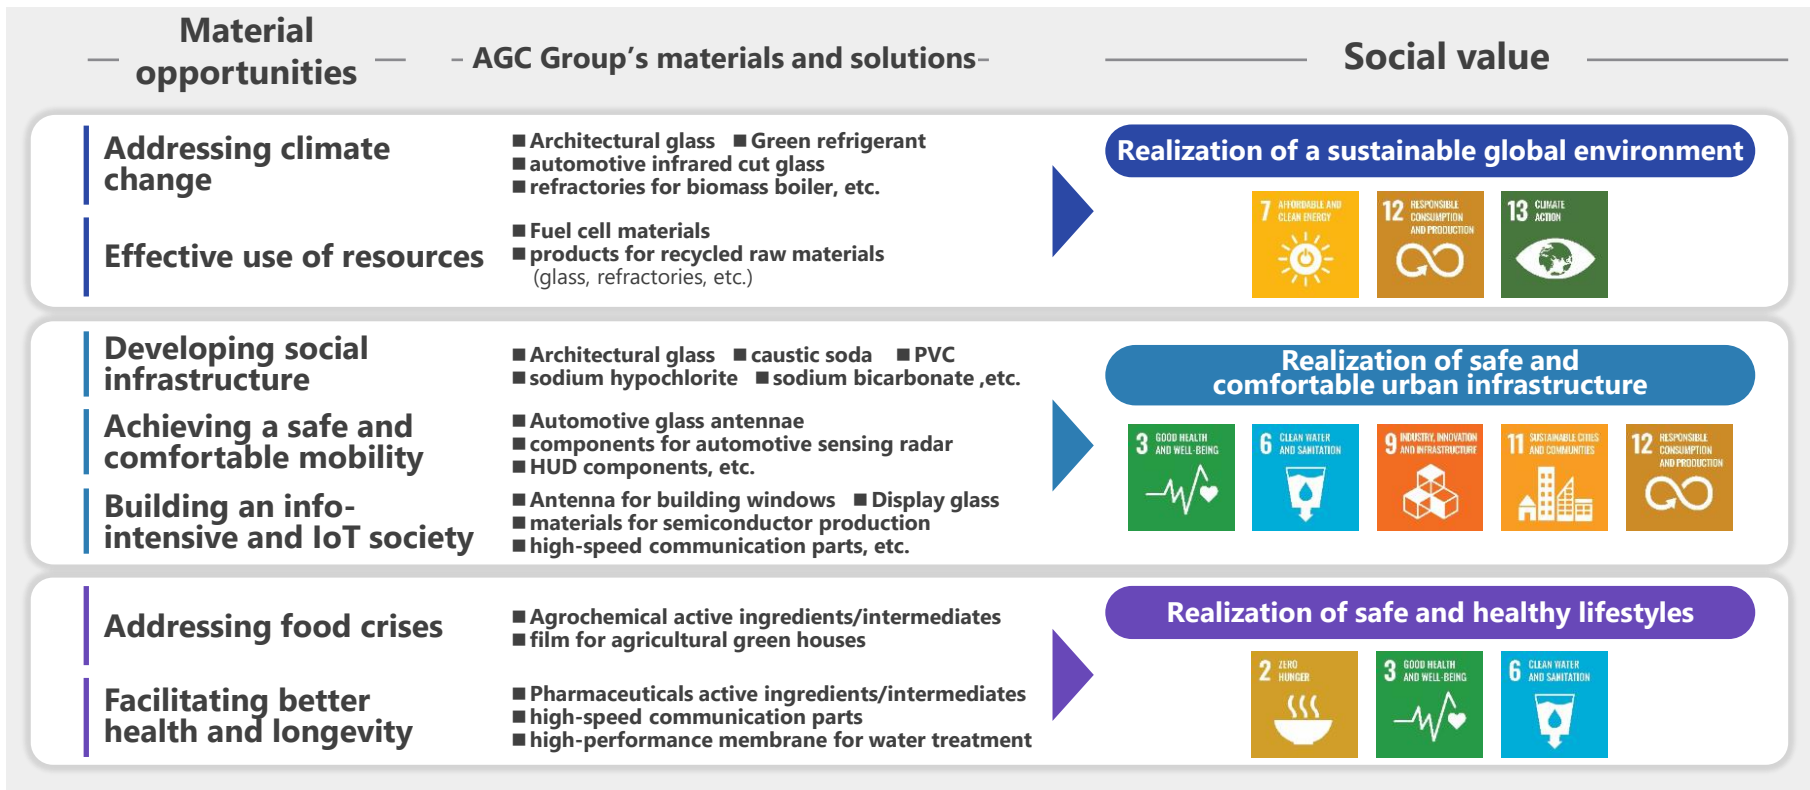 Material
opportunities
AGC Group's materials and solutions
Social value
Addressing climate
change
■ Architectural glass ■ Green refrigerant
■ automotive infrared cut glass
■ refractories for biomass boiler, etc.
Effective use of resources
■ Fuel cell materials
■ products for recycled raw materials
(glass, refractories, etc.)
Realization of a sustainable global environment
7 AFFORDABLE AND
CLEAN ENERGY
12 RESPONSIBLE
CONSUMPTION
AND PRODUCTION
13 CLIMATE
ACTION
Developing social
infrastructure
■ Architectural glass ■ caustic soda ■ PVC
■ sodium hypochlorite ■ sodium bicarbonate ,etc.
Achieving a safe and
comfortable mobility
■ Automotive glass antennae
■ components for automotive sensing radar
■ HUD components, etc.
Building an info-
intensive and IoT society
■ Antenna for building windows ■ Display glass
■ materials for semiconductor production
■ high-speed communication parts, etc.
Realization of safe and
comfortable urban infrastructure
3 GOOD HEALTH
AND WELL-BEING
6 CLEAN WATER
AND SANITATION
9 INDUSTRY, INNOVATION
AND INFRASTRUCTURE
11 SUSTAINABLE CITIES
AND COMMUNITIES
12 RESPONSIBLE
CONSUMPTION
AND PRODUCTION
Addressing food crises
■ Agrochemical active ingredients/intermediates
■ film for agricultural green houses
Facilitating better
health and longevity
■ Pharmaceuticals active ingredients/intermediates
■ high-speed communication parts
■ high-performance membrane for water treatment
Realization of safe and healthy lifestyles
2 ZERO
HUNGER
3 GOOD HEALTH
AND WELL-BEING
6 CLEAN WATER
AND SANITATION